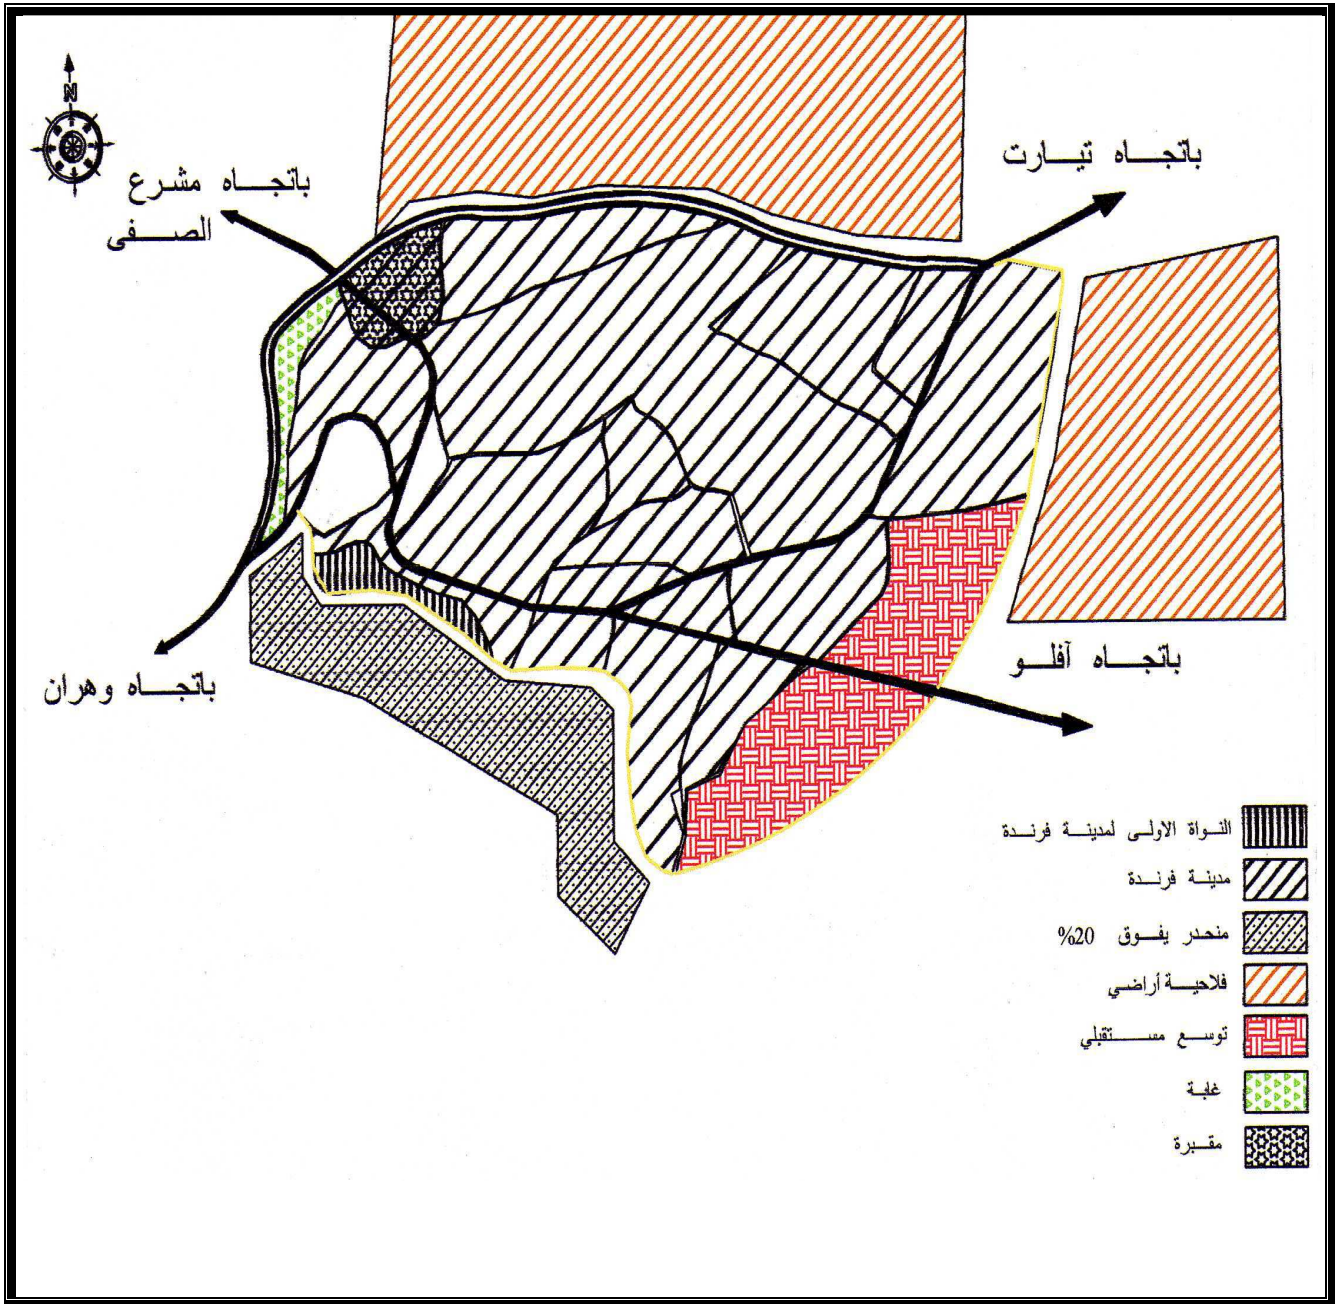 N
باتجاه تيارت
باتجاه مشرع
الصفى
باتجاه آفلو
باتجاه وهران
النواة الاولى لمدينة فرندة
مدينة فرندة
منحدر يفوق 20%
فلاحية أراضي
توسع مستقبلي
غابة
مقبرة